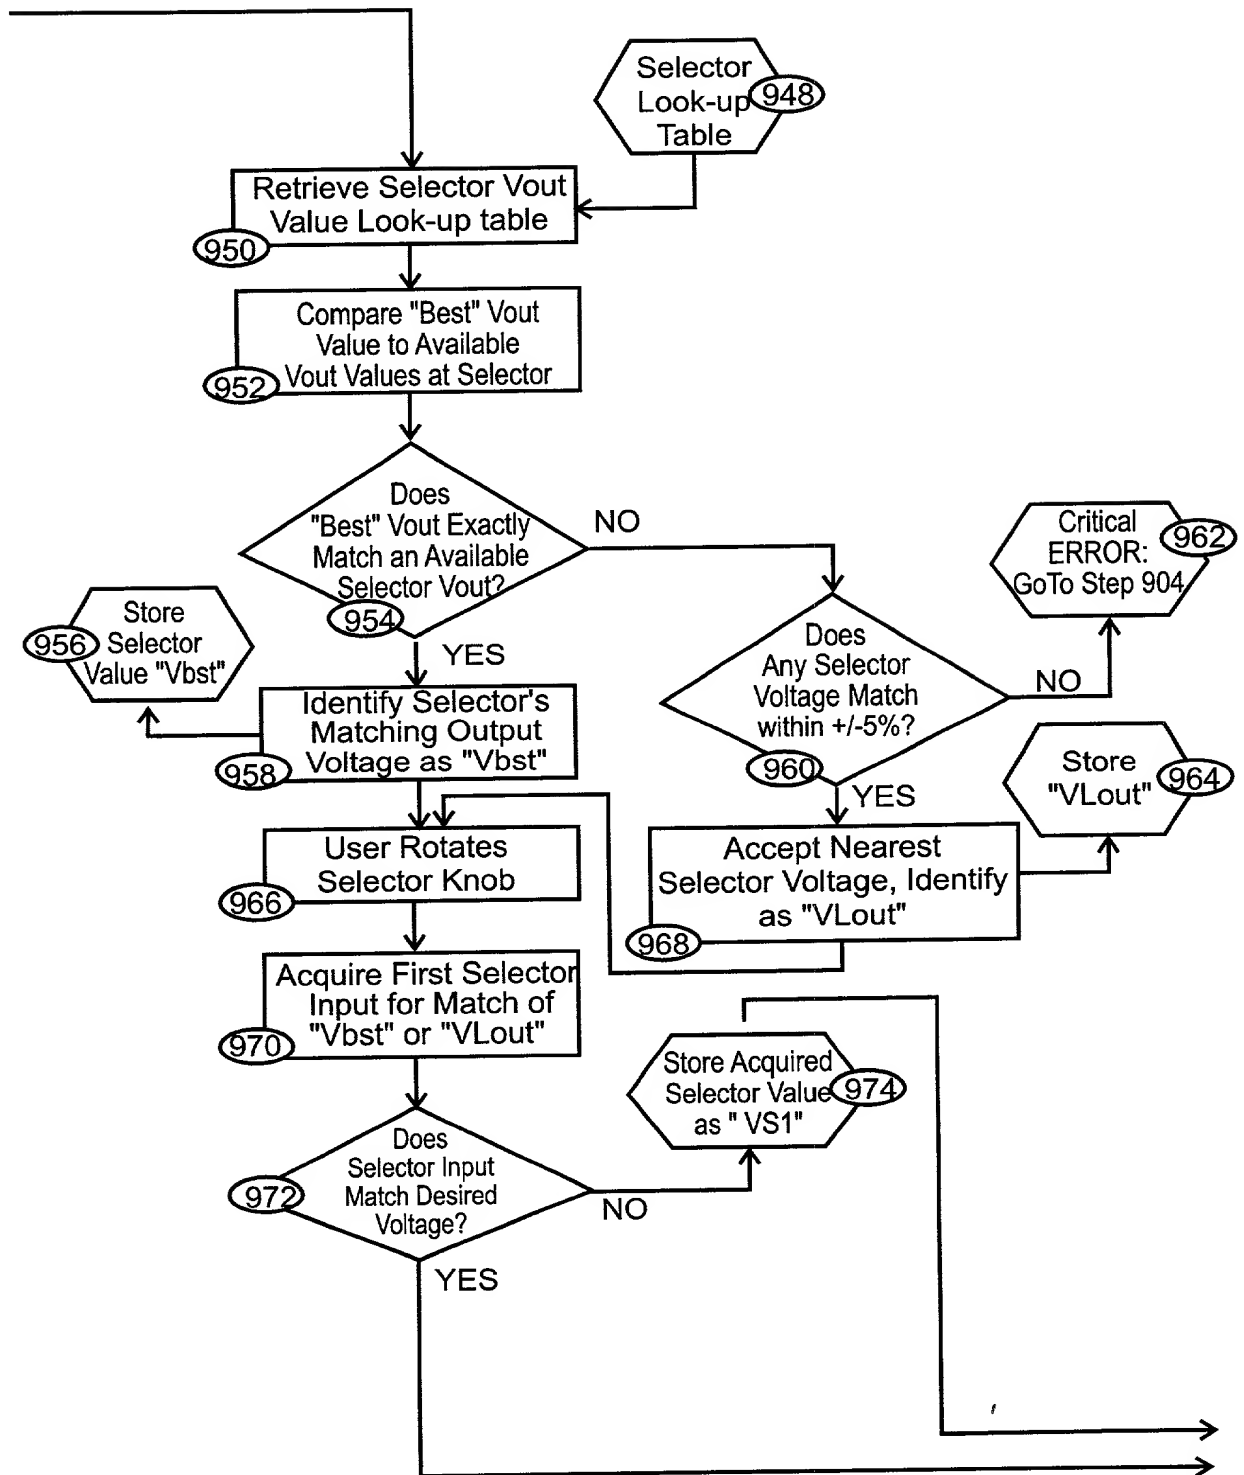 Selector
Look-up
Table
948
Retrieve Selector Vout
Value Look-up table
950
Compare "Best" Vout
Value to Available
Vout Values at Selector
952
Does
"Best" Vout Exactly
Match an Available
Selector Vout?
954
NO
YES
Critical
ERROR:
GoTo Step 904
962
Store
Selector
Value "Vbst"
956
Does
Any Selector
Voltage Match
within +/-5%?
960
NO
YES
Identify Selector's
Matching Output
Voltage as "Vbst"
958
Store
"VLout"
964
User Rotates
Selector Knob
966
Accept Nearest
Selector Voltage, Identify
as "VLout"
968
Acquire First Selector
Input for Match of
"Vbst" or "VLout"
970
Store Acquired
Selector Value
as " VS1"
974
Does
Selector Input
Match Desired
Voltage?
972
NO
YES